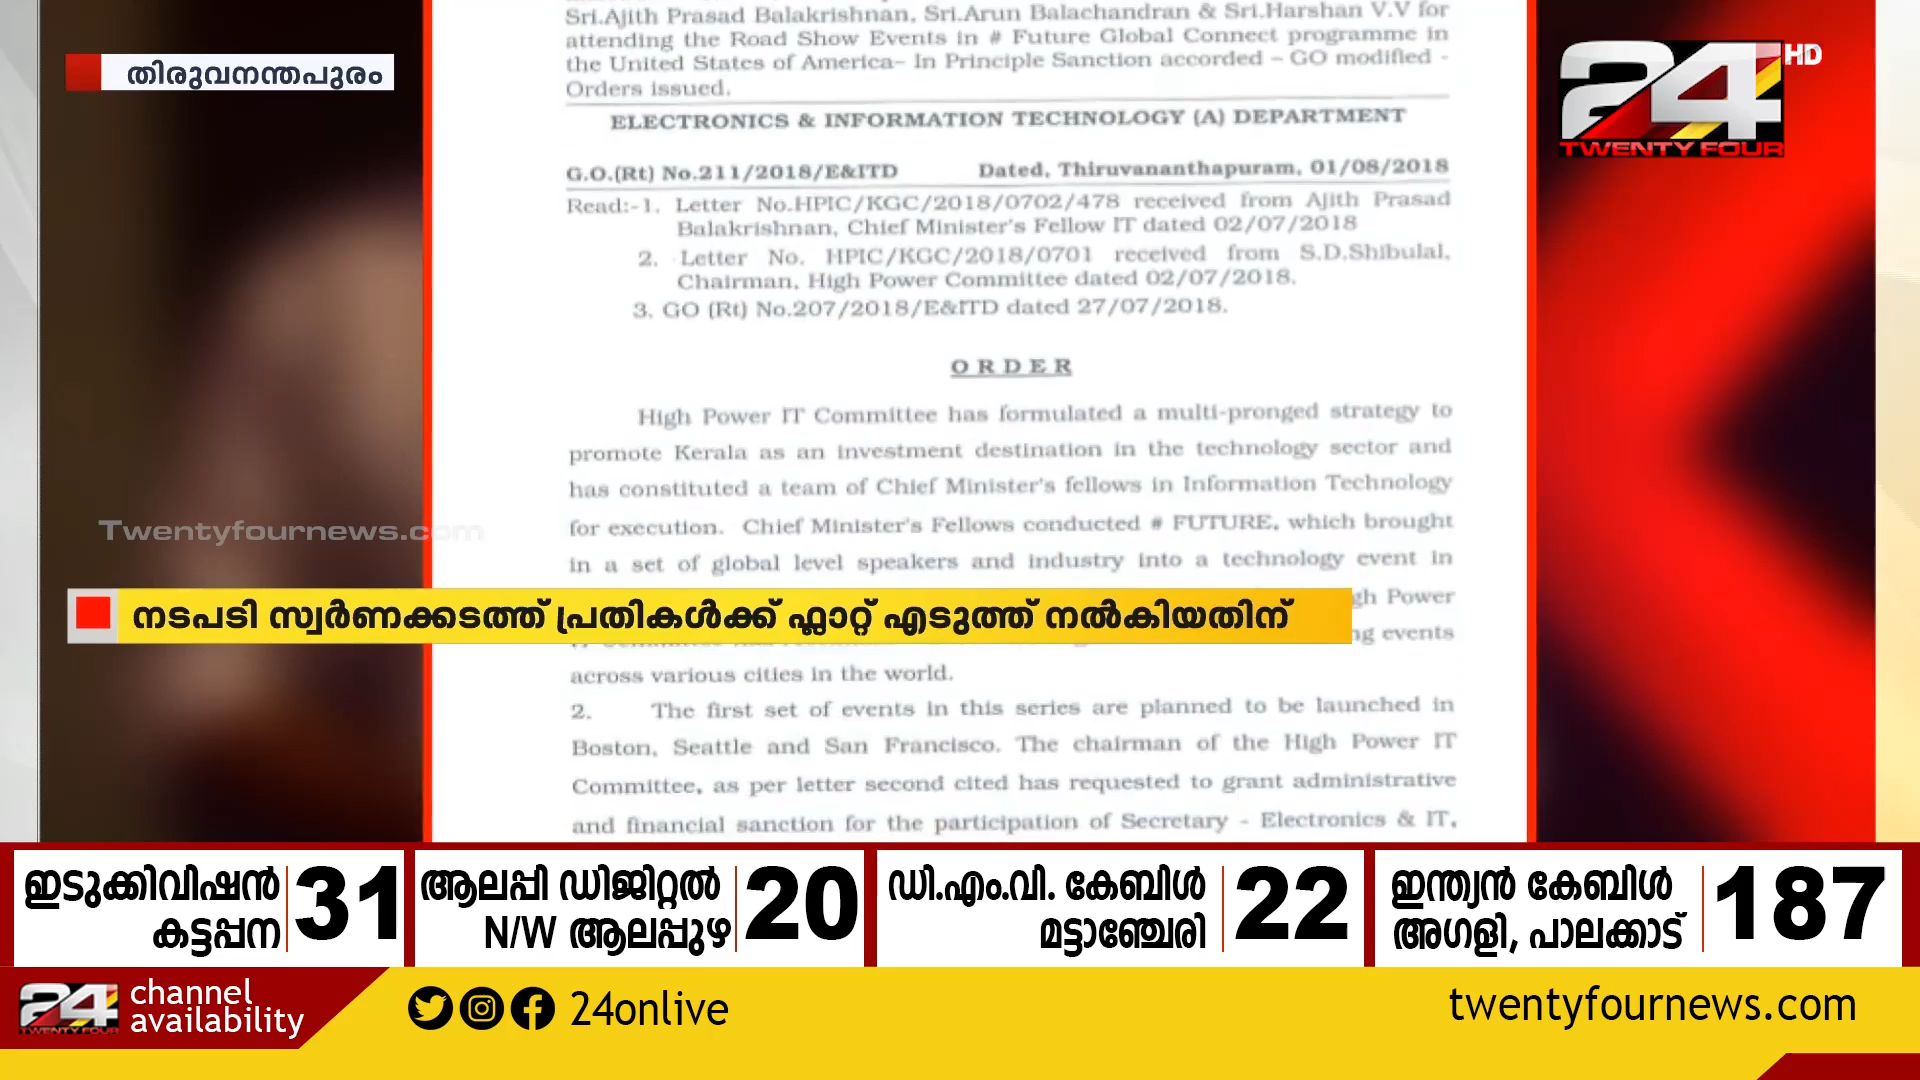 Sri.Ajith Prasad Balakrishnan, Sri.Arun Balachandran & Sri.Harshan V.V for
attending the Road Show Events in # Future Global Connect programme in
the United States of America– In Principle Sanction accorded – GO modified -
Orders issued.
തിരുവനന്തപുരം
24 HD
TWENTY FOUR
ELECTRONICS & INFORMATION TECHNOLOGY (A) DEPARTMENT
G.O.(Rt) No.211/2018/E&ITD Dated, Thiruvananthapuram, 01/08/2018
Read:-1. Letter No.HPIC/KGC/2018/0702/478 received from Ajith Prasad
Balakrishnan, Chief Minister's Fellow IT dated 02/07/2018
2. Letter No. HPIC/KGC/2018/0701 received from S.D.Shibulal,
Chairman, High Power Committee dated 02/07/2018.
3. GO (Rt) No.207/2018/E&ITD dated 27/07/2018.
ORDER
High Power IT Committee has formulated a multi-pronged strategy to
promote Kerala as an investment destination in the technology sector and
has constituted a team of Chief Minister's fellows in Information Technology
for execution. Chief Minister's Fellows conducted # FUTURE, which brought
Twentyfournews.com
in a set of global level speakers and industry into a technology event in
gh Power
നടപടി സ്വർണക്കടത്ത് പ്രതികൾക്ക് ഫ്ലാറ്റ് എടുത്ത് നൽകിയതിന്
ng events
across various cities in the world.
2. The first set of events in this series are planned to be launched in
Boston, Seattle and San Francisco. The chairman of the High Power IT
Committee, as per letter second cited has requested to grant administrative
and financial sanction for the participation of Secretary - Electronics & IT,
ഇടുക്കിവിഷൻ
കട്ടപ്പന
31
ആലപ്പി ഡിജിറ്റൽ
N/W ആലപ്പുഴ
20
ഡി.എം.വി. കേബിൾ
മട്ടാഞ്ചേരി
22
ഇന്ത്യൻ കേബിൾ
അഗളി, പാലക്കാട്
187
24
TWENTY FOUR
channel
availability
24onlive
twentyfournews.com